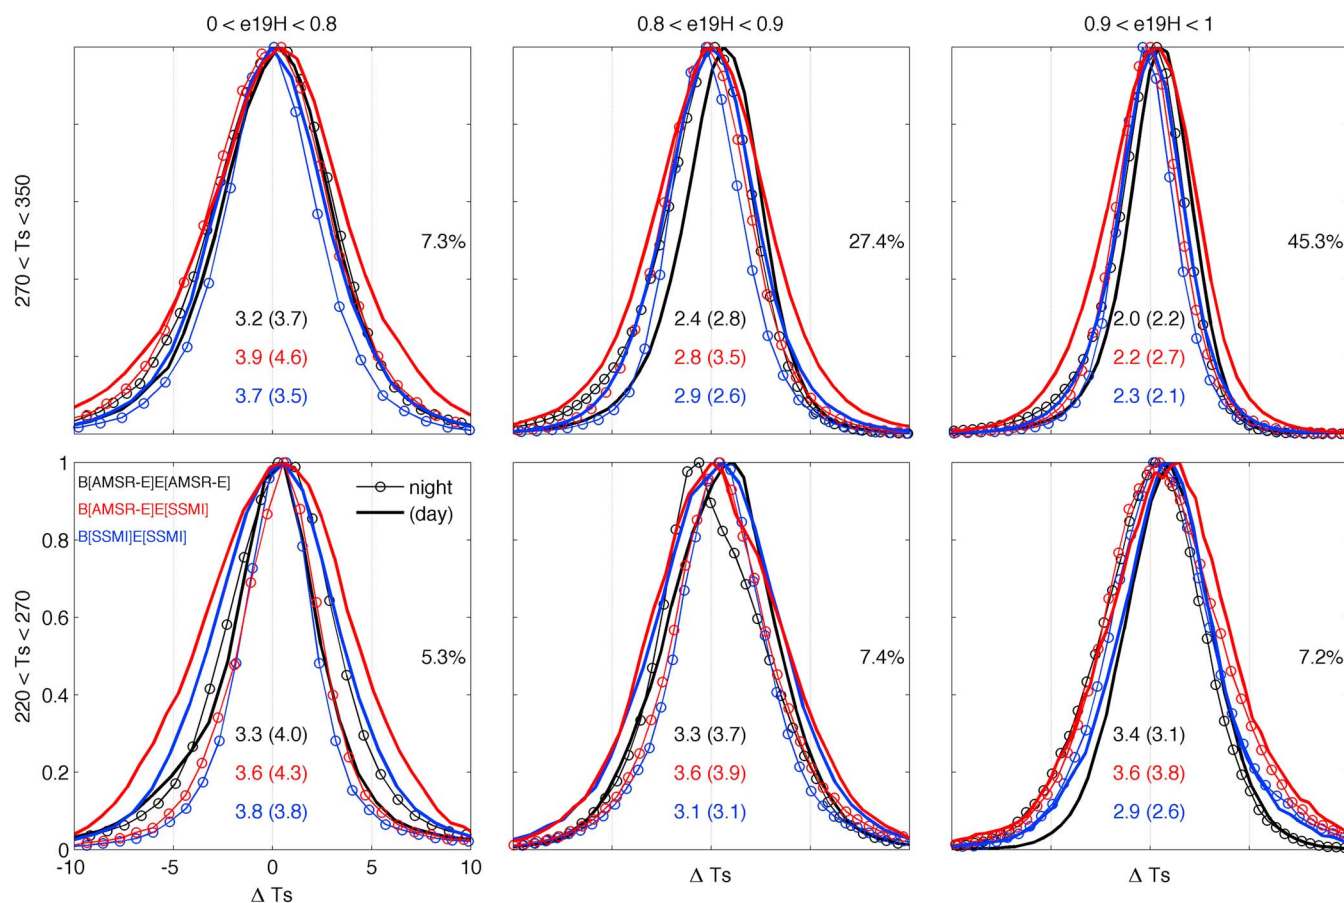 0 < e19H < 0.8
0.8 < e19H < 0.9
0.9 < e19H < 1
270 < Ts < 350
7.3%
3.2 (3.7)
3.9 (4.6)
3.7 (3.5)
27.4%
2.4 (2.8)
2.8 (3.5)
2.9 (2.6)
45.3%
2.0 (2.2)
2.2 (2.7)
2.3 (2.1)
220 < Ts < 270
1
0.8
0.6
0.4
0.2
0
B[AMSR-E]E[AMSR-E]
B[AMSR-E]E[SSMI]
B[SSMI]E[SSMI]
night
(day)
5.3%
3.3 (4.0)
3.6 (4.3)
3.8 (3.8)
7.4%
3.3 (3.7)
3.6 (3.9)
3.1 (3.1)
7.2%
3.4 (3.1)
3.6 (3.8)
2.9 (2.6)
-10 -5 0 5 10
Δ Ts
Δ Ts
Δ Ts